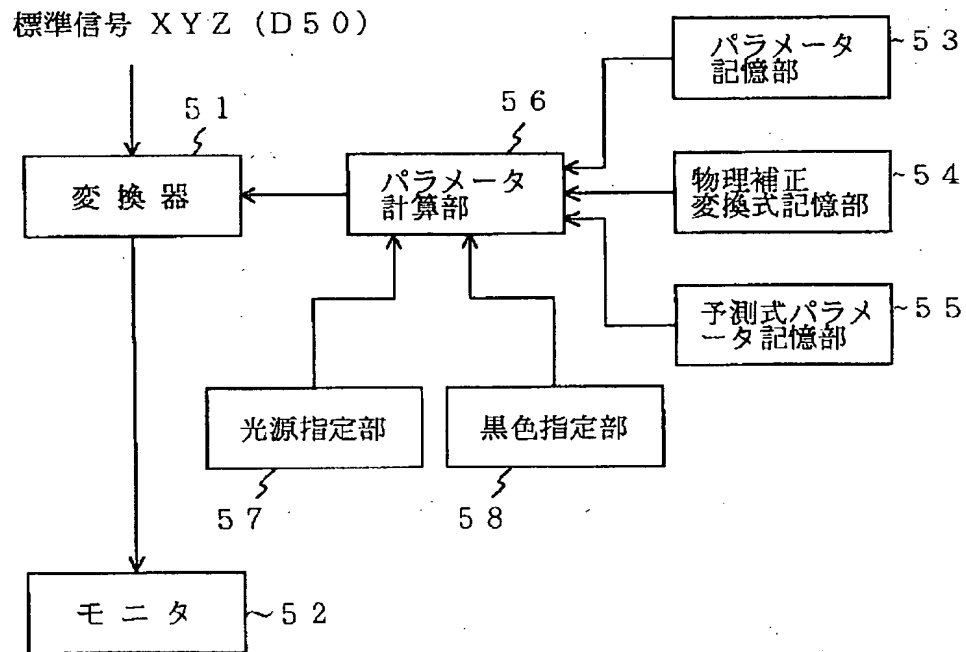 標準信号 ＸＹＺ（Ｄ５０）
パラメータ
記憶部
５３
５１
５６
変 換 器
パラメータ
計算部
物理補正
変換式記憶部
５４
予測式パラメ
ータ記憶部
５５
光源指定部
黒色指定部
５７
５８
モ ニ タ
５２